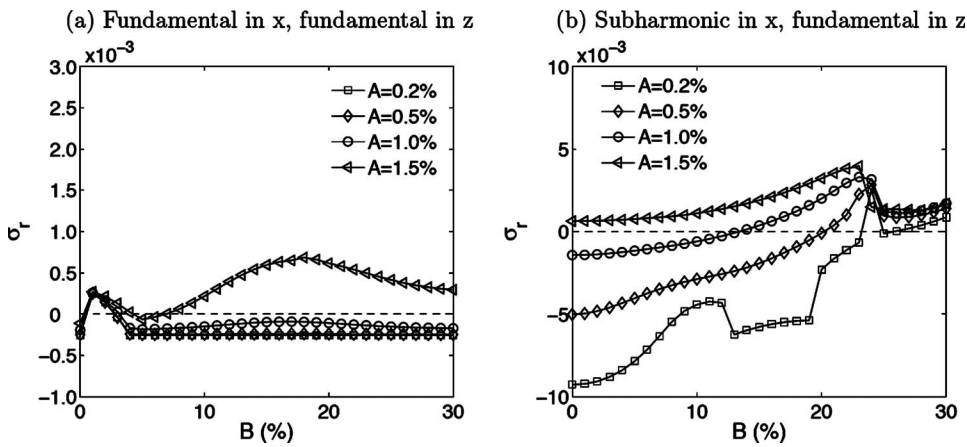 (a) Fundamental in x, fundamental in z
x10⁻³
3.0
2.5
2.0
1.5
1.0
0.5
0
−0.5
−1.0
σr
A=0.2%
A=0.5%
A=1.0%
A=1.5%
0 10 20 30
B (%)
(b) Subharmonic in x, fundamental in z
x10⁻³
10
5
0
−5
−10
σr
A=0.2%
A=0.5%
A=1.0%
A=1.5%
0 10 20 30
B (%)